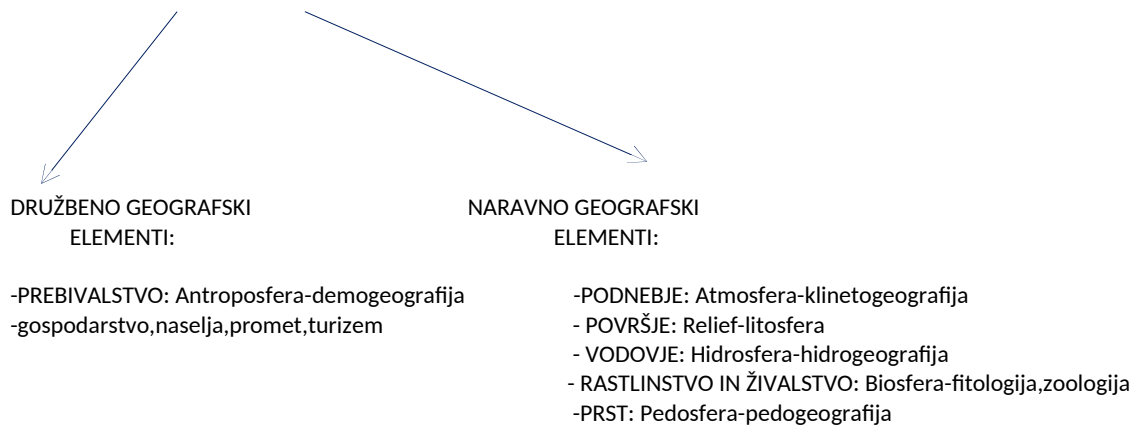 DRUŽBENO GEOGRAFSKI
ELEMENTI:
-PREBIVALSTVO: Antroposfera-demogeografija
-gospodarstvo,naselja,promet,turizem
NARAVNO GEOGRAFSKI
ELEMENTI:
-PODNEBJE: Atmosfera-klinetogeografija
- POVRŠJE: Relief-litosfera
- VODOVJE: Hidrosfera-hidrogeografija
- RASTLINSTVO IN ŽIVALSTVO: Biosfera-fitologija,zoologija
-PRST: Pedosfera-pedogeografija